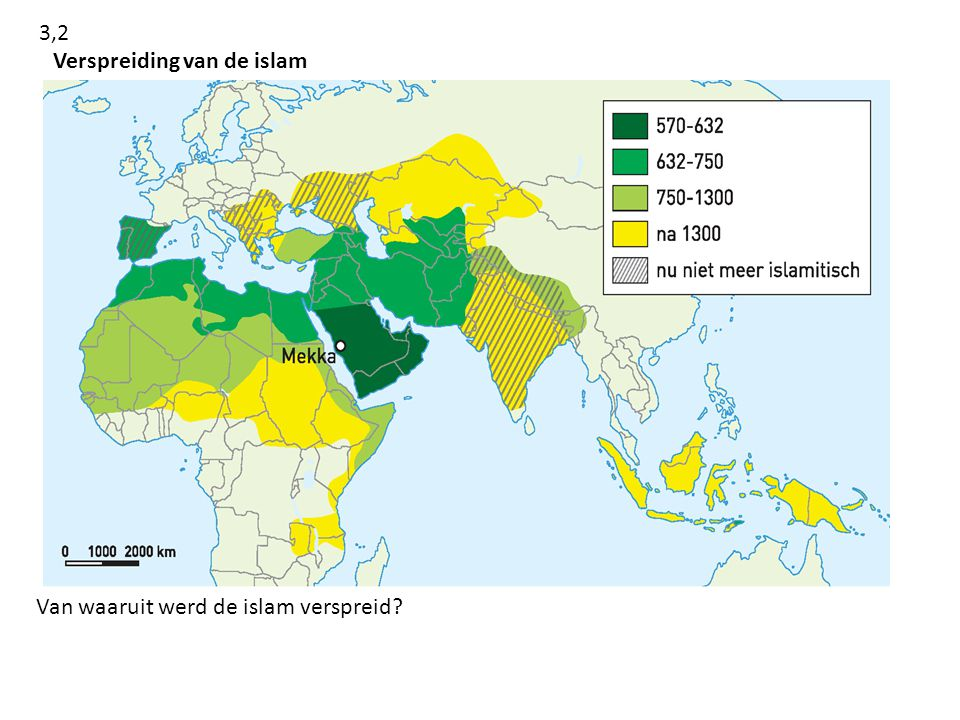 3,2
Verspreiding van de islam
570-632
632-750
750-1300
na 1300
nu niet meer islamitisch
Mekka
0 1000 2000 km
Van waaruit werd de islam verspreid?